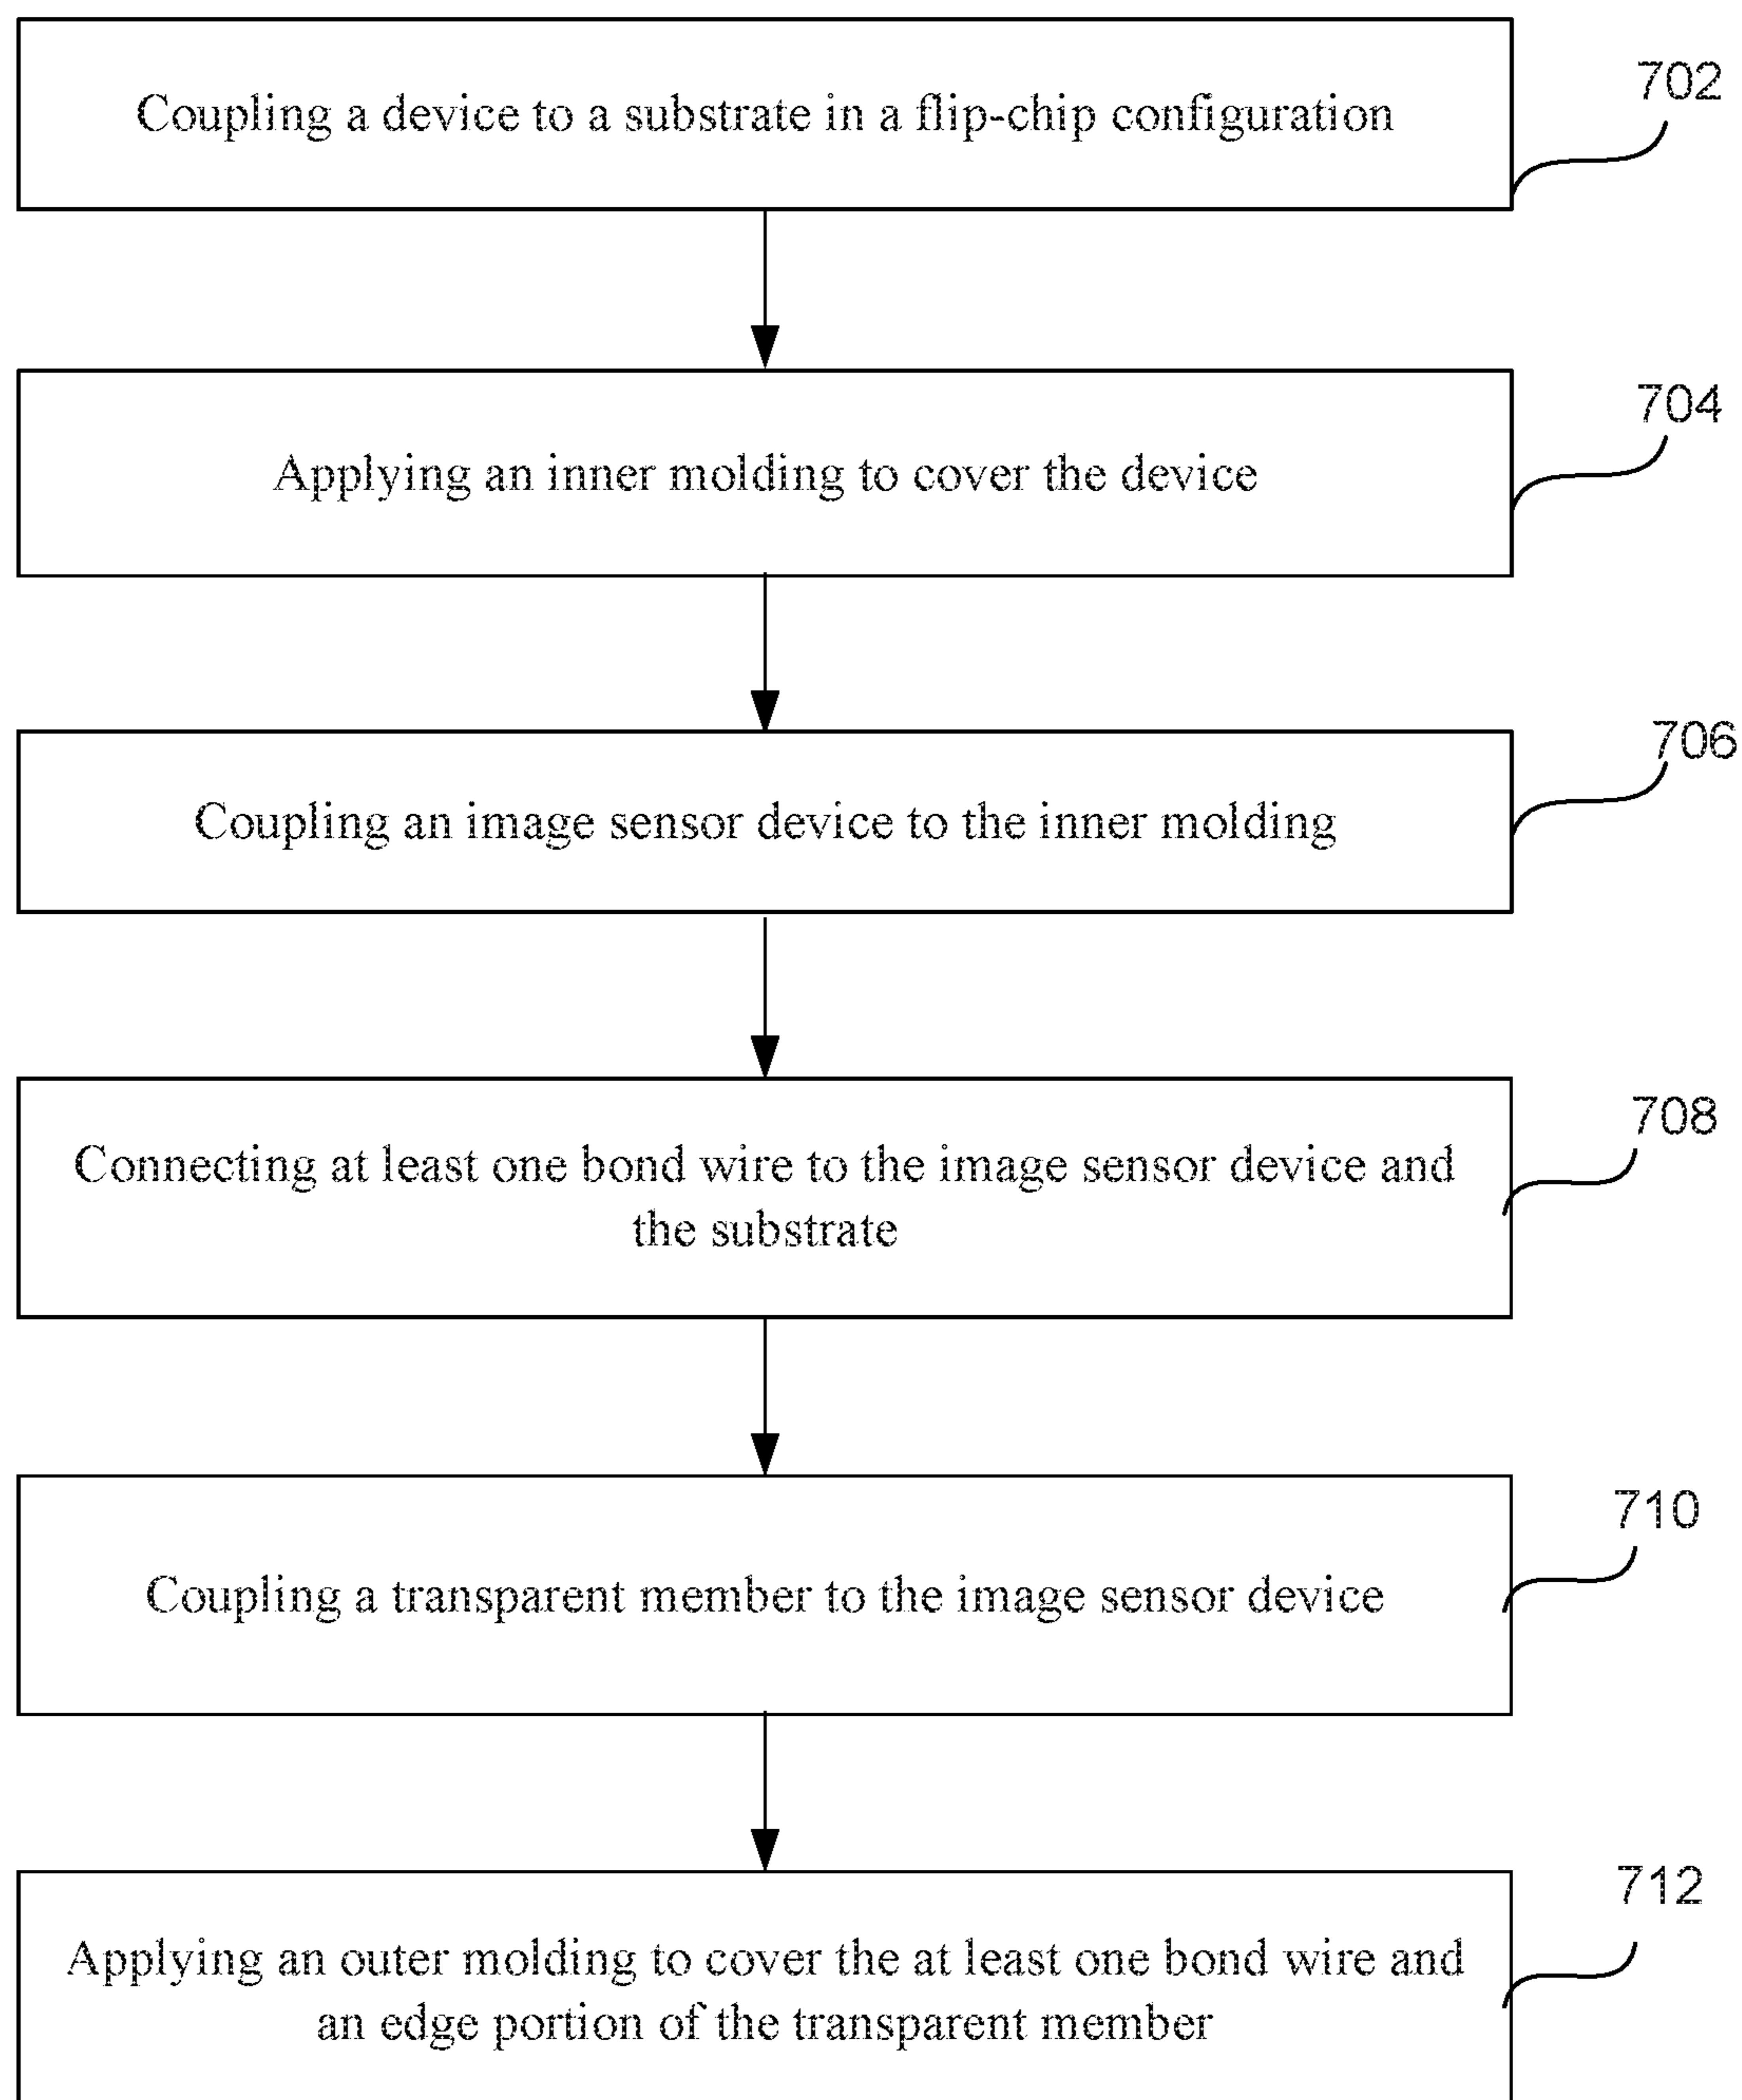 Coupling a device to a substrate in a flip-chip configuration
702
Applying an inner molding to cover the device
704
Coupling an image sensor device to the inner molding
706
Connecting at least one bond wire to the image sensor device and
the substrate
708
Coupling a transparent member to the image sensor device
710
Applying an outer molding to cover the at least one bond wire and
an edge portion of the transparent member
712